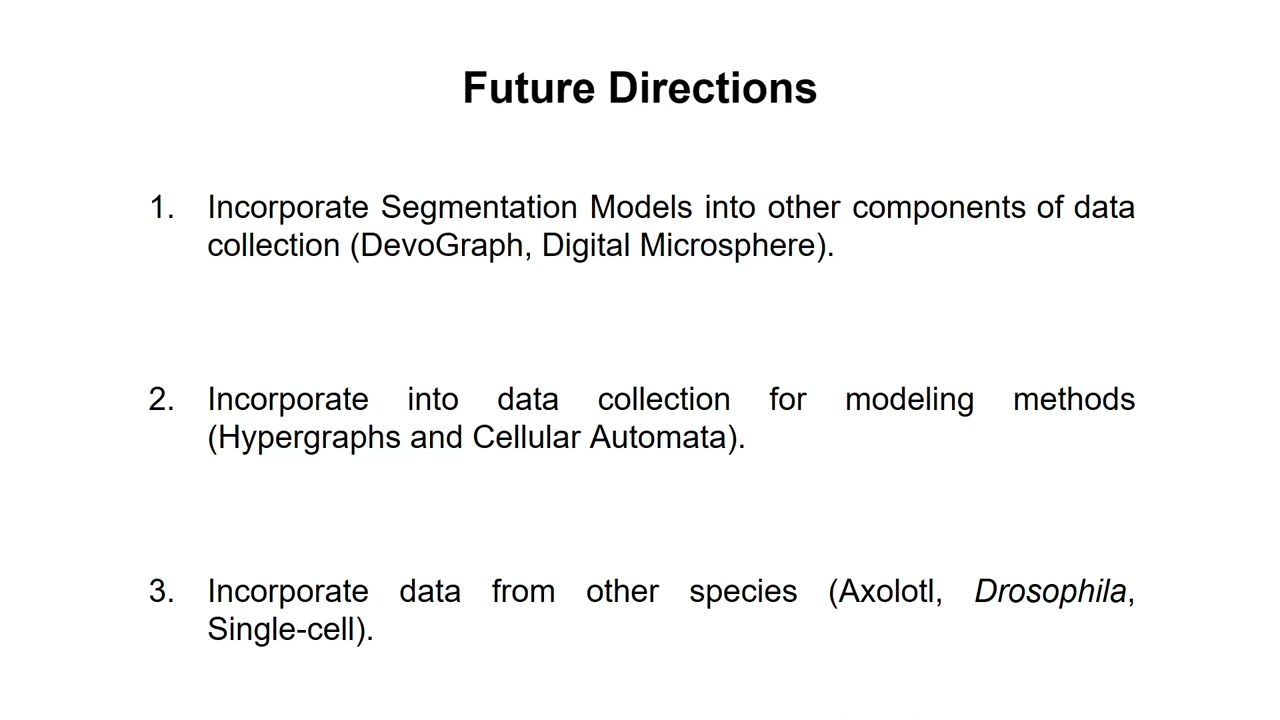 Future Directions
1. Incorporate Segmentation Models into other components of data
collection (DevoGraph, Digital Microsphere).
2. Incorporate into data collection for modeling methods
(Hypergraphs and Cellular Automata).
3. Incorporate data from other species (Axolotl, Drosophila,
Single-cell).